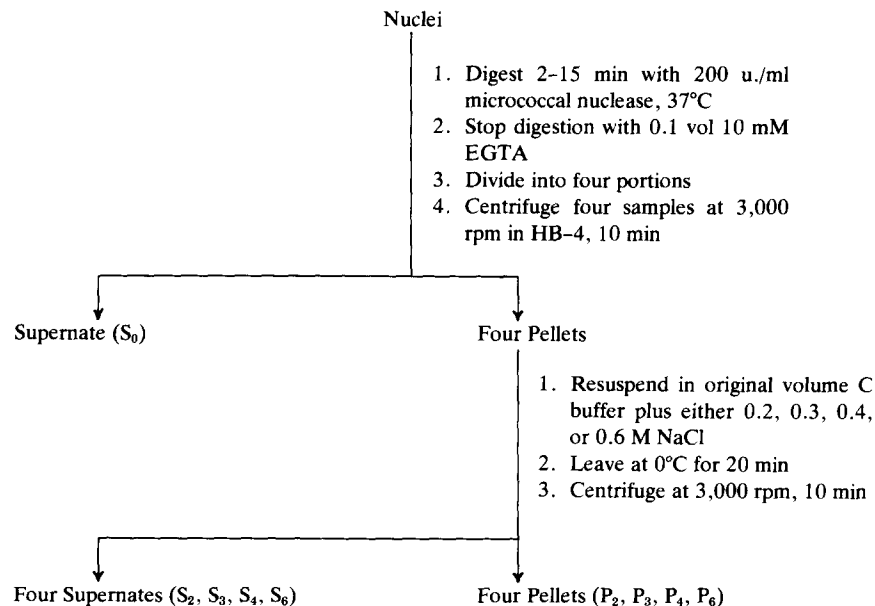 Nuclei
1. Digest 2–15 min with 200 u./ml
micrococcal nuclease, 37°C
2. Stop digestion with 0.1 vol 10 mM
EGTA
3. Divide into four portions
4. Centrifuge four samples at 3,000
rpm in HB–4, 10 min
Supernate (S₀)
Four Pellets
1. Resuspend in original volume C
buffer plus either 0.2, 0.3, 0.4,
or 0.6 M NaCl
2. Leave at 0°C for 20 min
3. Centrifuge at 3,000 rpm, 10 min
Four Supernates (S₂, S₃, S₄, S₆)
Four Pellets (P₂, P₃, P₄, P₆)